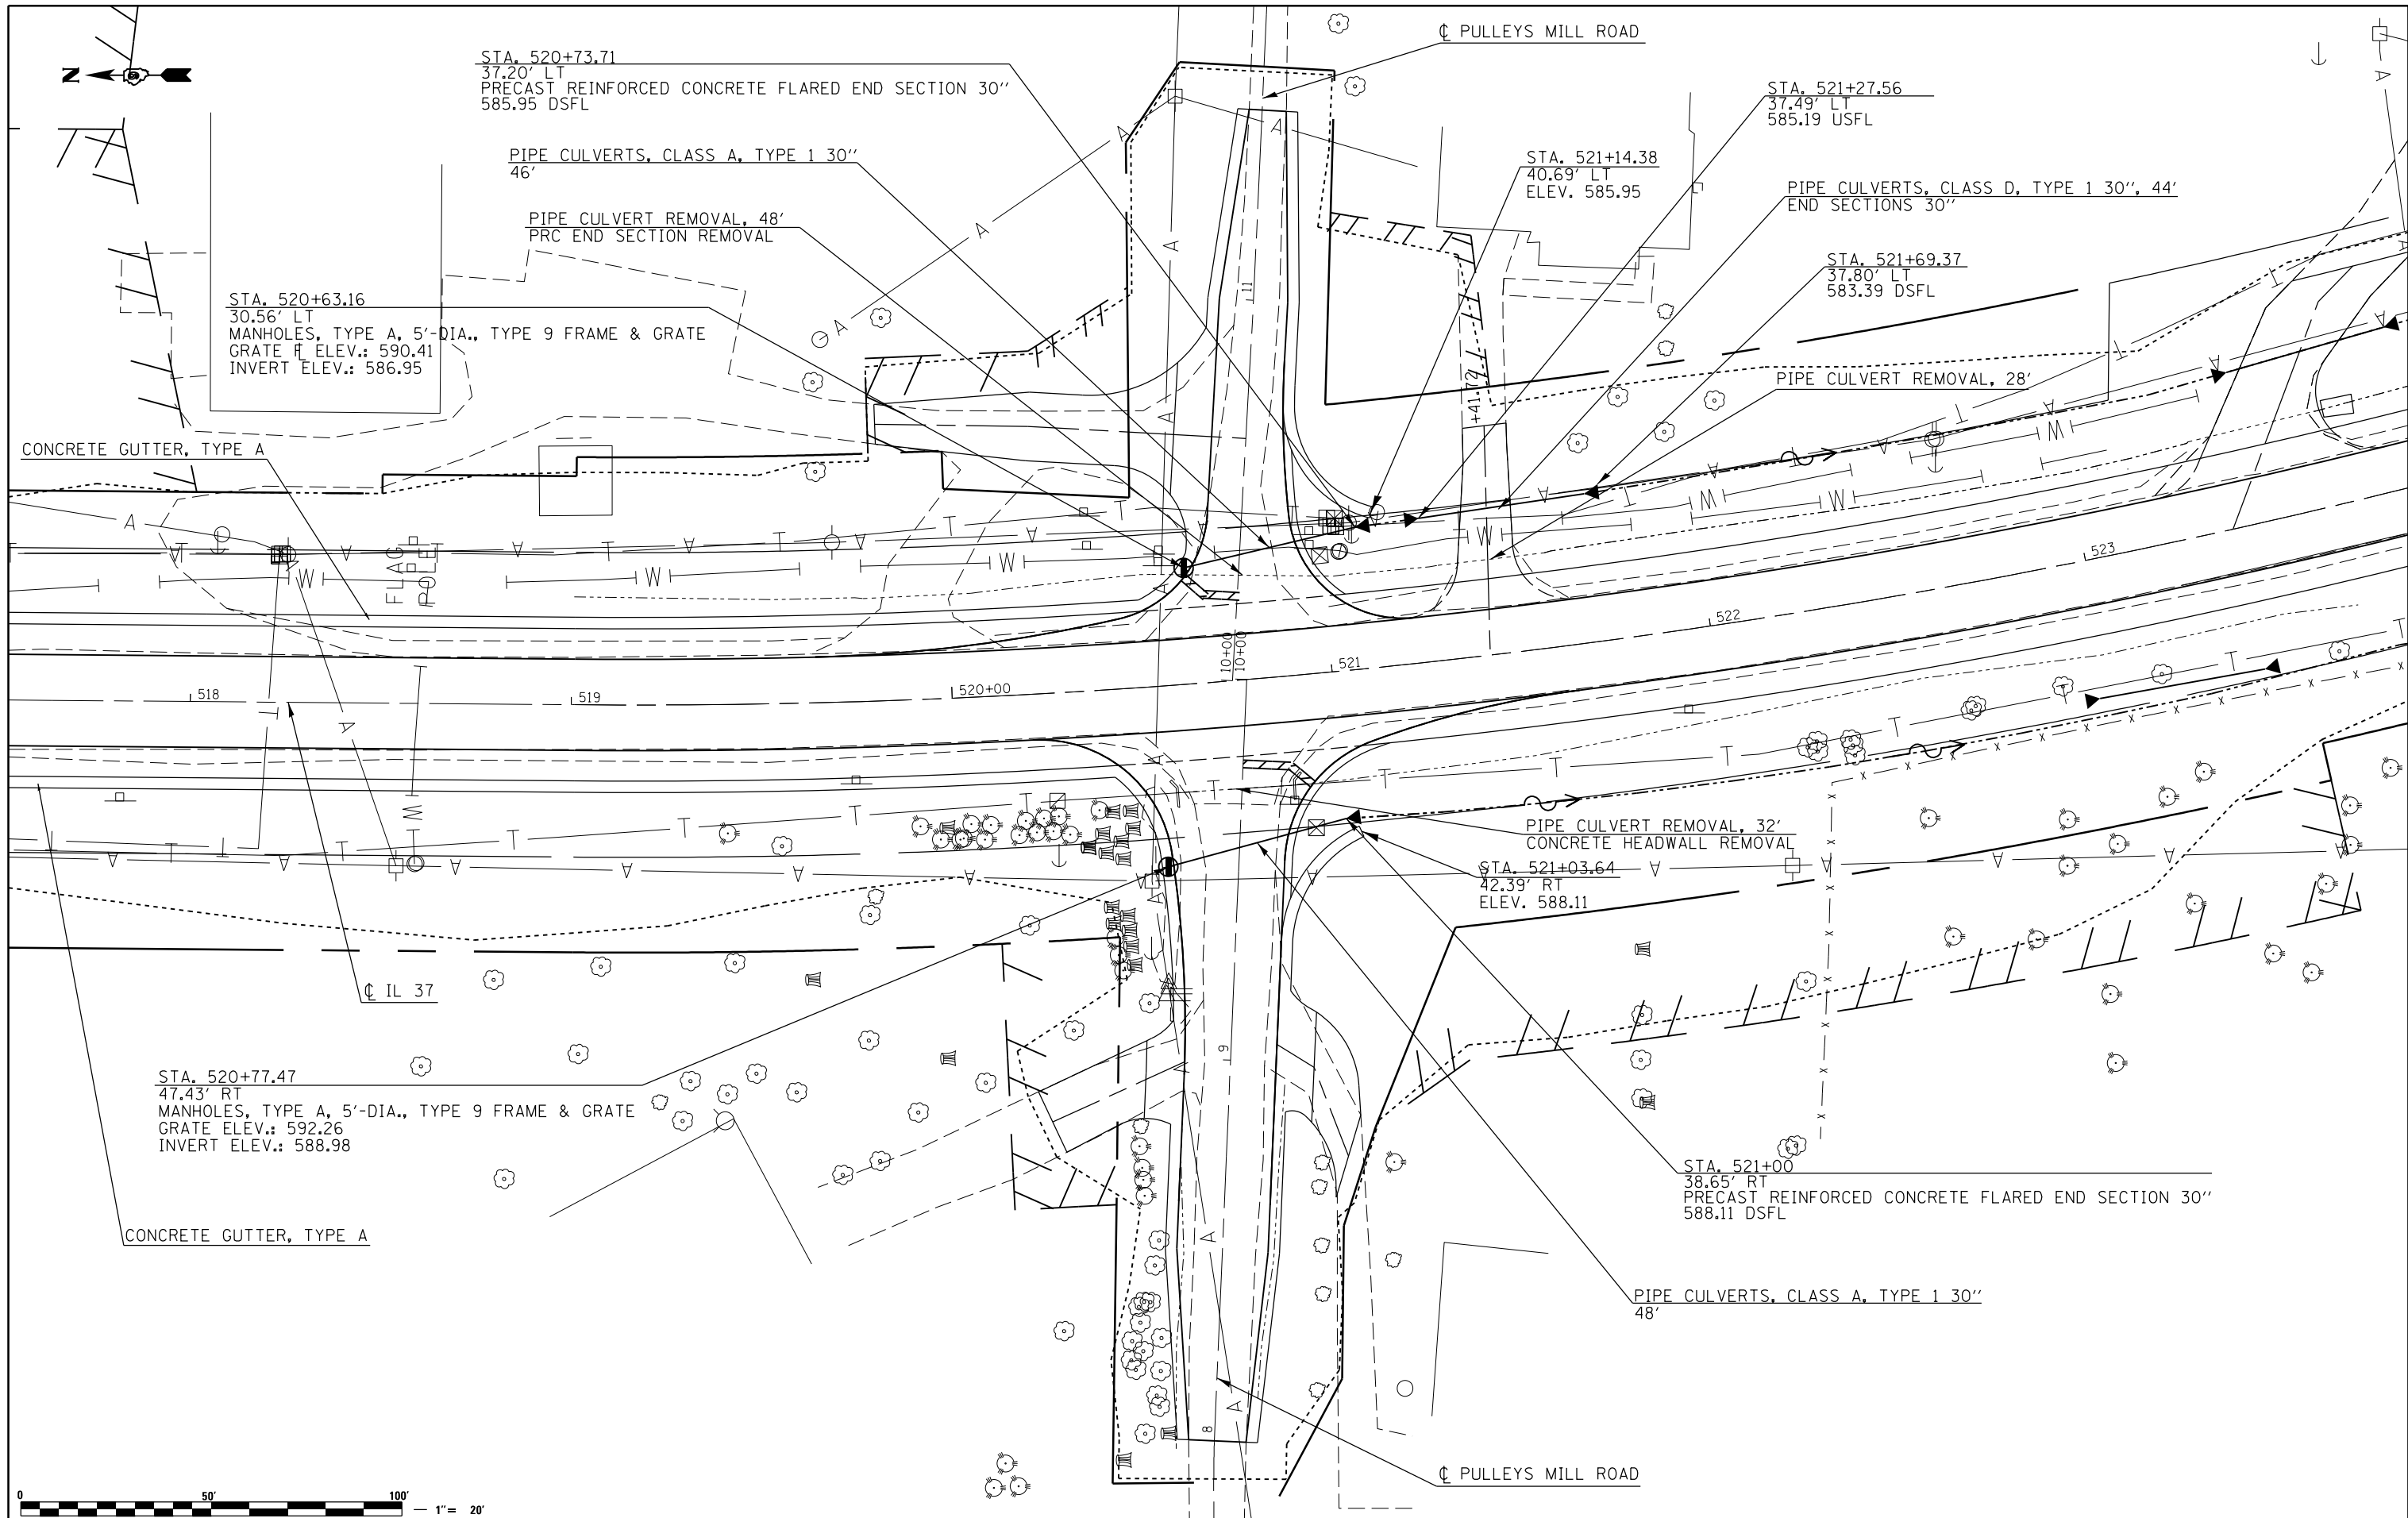 N
STA. 520+73.71
37.20' LT
PRECAST REINFORCED CONCRETE FLARED END SECTION 30''
585.95 DSFL
℄ PULLEYS MILL ROAD
STA. 521+27.56
37.49' LT
585.19 USFL
PIPE CULVERTS, CLASS A, TYPE 1 30''
46'
STA. 521+14.38
40.69' LT
ELEV. 585.95
PIPE CULVERTS, CLASS D, TYPE 1 30'', 44'
END SECTIONS 30''
PIPE CULVERT REMOVAL, 48'
PRC END SECTION REMOVAL
STA. 521+69.37
37.80' LT
583.39 DSFL
STA. 520+63.16
30.56' LT
MANHOLES, TYPE A, 5'-DIA., TYPE 9 FRAME & GRATE
GRATE FL ELEV.: 590.41
INVERT ELEV.: 586.95
11
+41.72
PIPE CULVERT REMOVAL, 28'
CONCRETE GUTTER, TYPE A
FLAG
POLE
518
519
520+00
10+00
10+00
521
522
523
PIPE CULVERT REMOVAL, 32'
CONCRETE HEADWALL REMOVAL
STA. 521+03.64
42.39' RT
ELEV. 588.11
℄ IL 37
9
STA. 520+77.47
47.43' RT
MANHOLES, TYPE A, 5'-DIA., TYPE 9 FRAME & GRATE
GRATE ELEV.: 592.26
INVERT ELEV.: 588.98
STA. 521+00
38.65' RT
PRECAST REINFORCED CONCRETE FLARED END SECTION 30''
588.11 DSFL
CONCRETE GUTTER, TYPE A
PIPE CULVERTS, CLASS A, TYPE 1 30''
48'
8
℄ PULLEYS MILL ROAD
0 50' 100'
1"= 20'